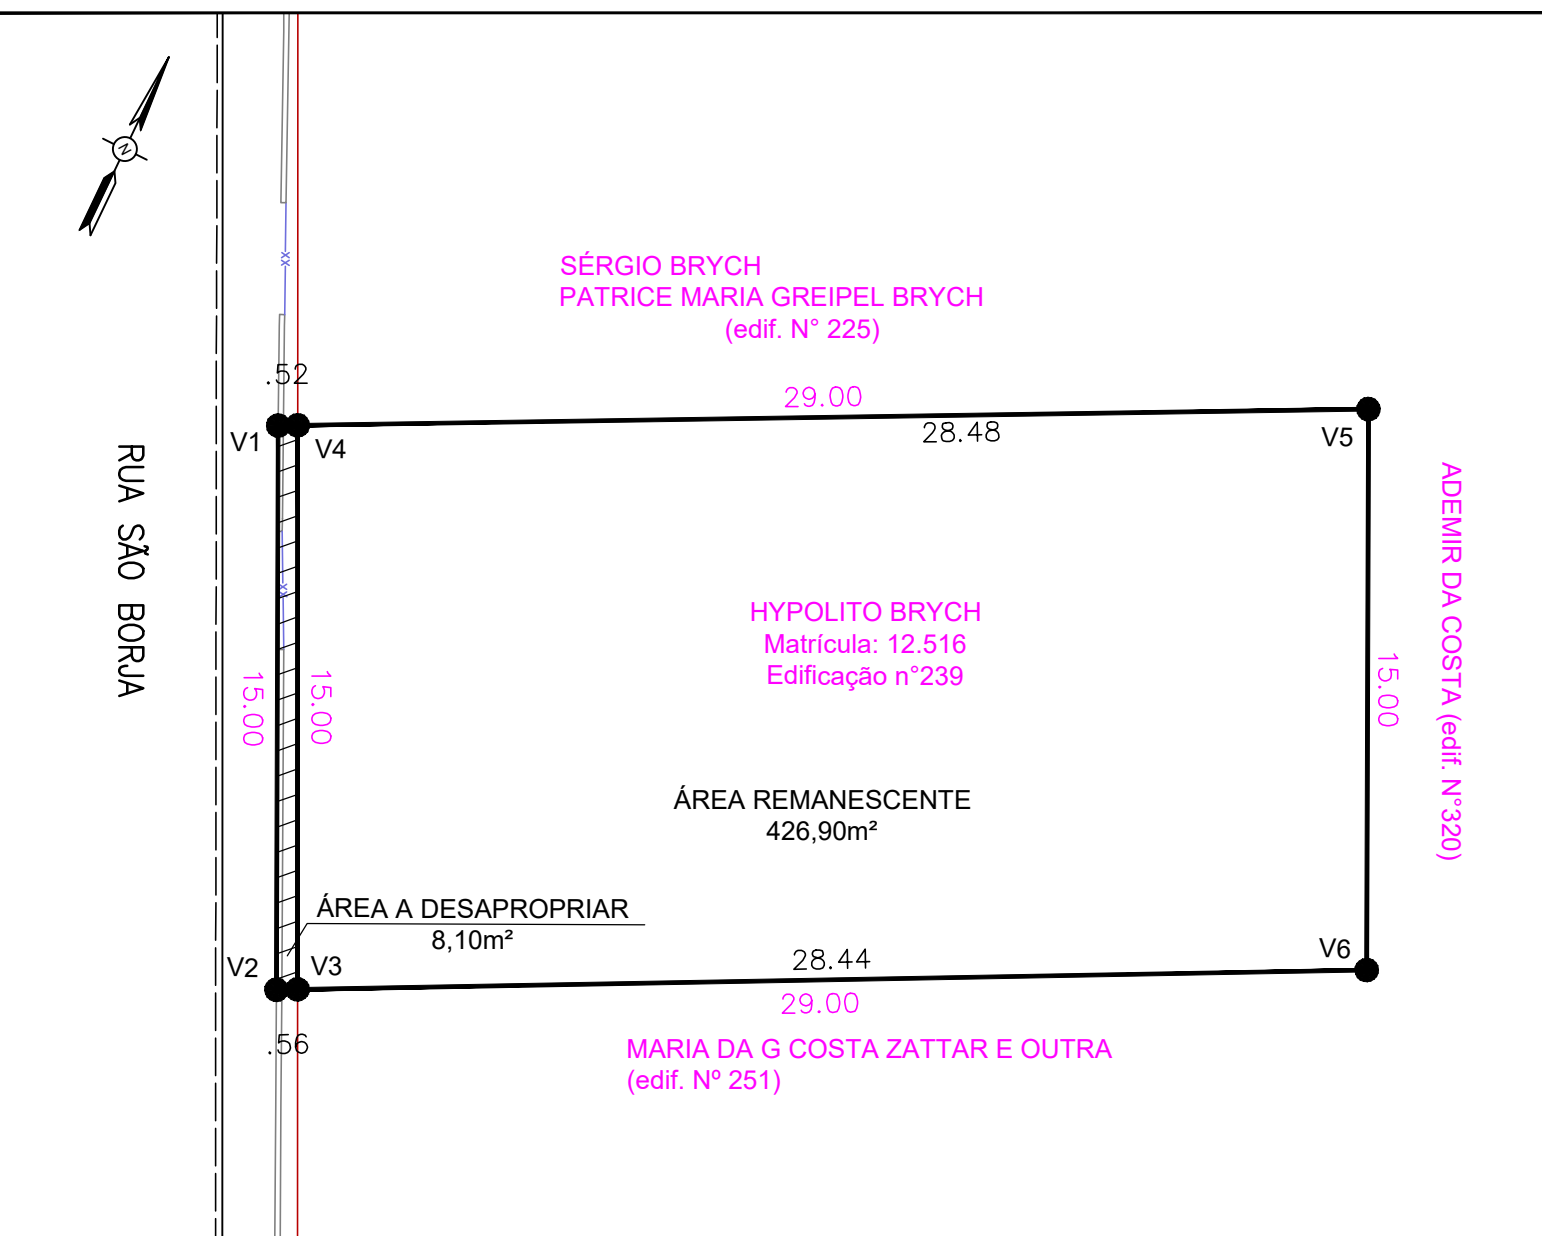 N
xx
SÉRGIO BRYCH
PATRICE MARIA GREIPEL BRYCH
(edif. N° 225)
.52
29.00
28.48
V1
V4
V5
RUA SÃO BORJA
ADEMIR DA COSTA (edif. N°320)
xx
HYPOLITO BRYCH
Matrícula: 12.516
Edificação n°239
15.00
15.00
15.00
ÁREA REMANESCENTE
426,90m²
ÁREA A DESAPROPRIAR
8,10m²
V2
V3
28.44
V6
29.00
.56
MARIA DA G COSTA ZATTAR E OUTRA
(edif. Nº 251)